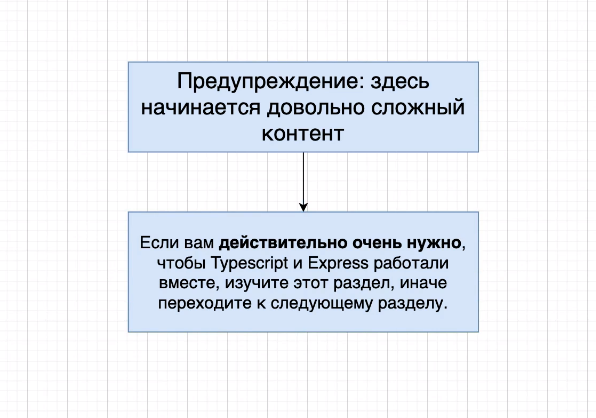 Предупреждение: здесь
начинается довольно сложный
контент
Если вам действительно очень нужно,
чтобы Typescript и Express работали
вместе, изучите этот раздел, иначе
переходите к следующему разделу.